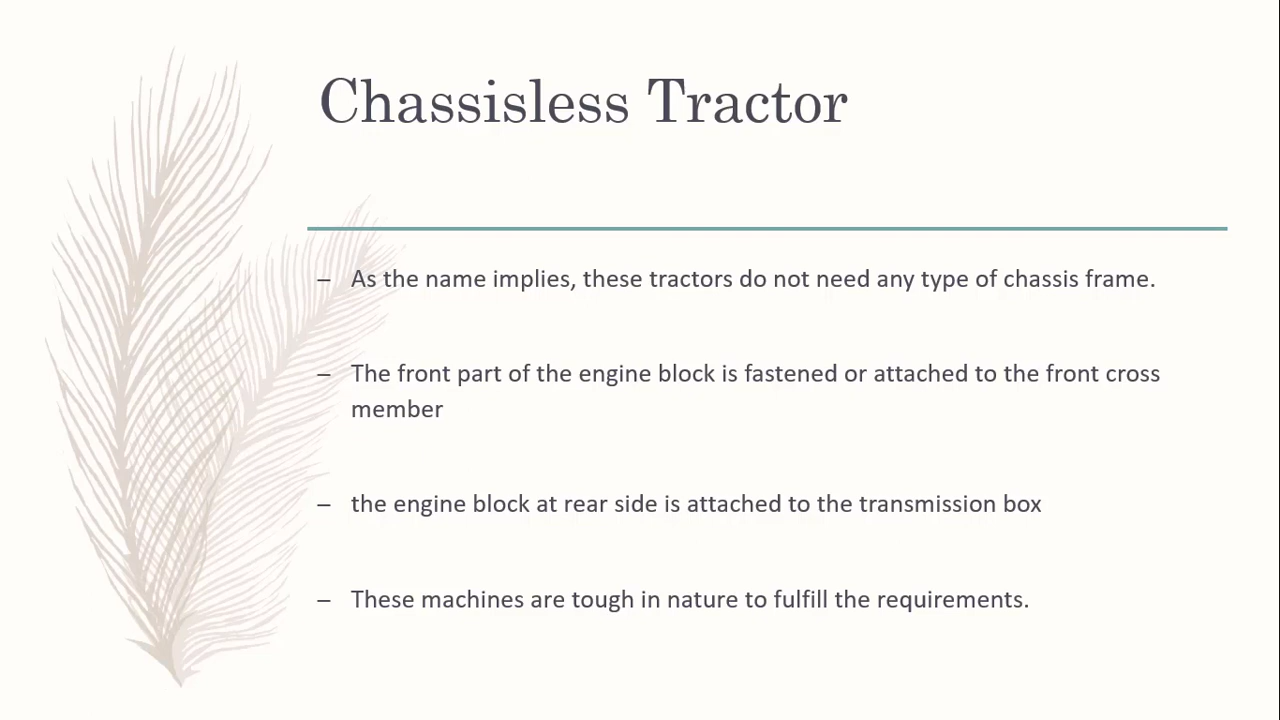 Chassisless Tractor
– As the name implies, these tractors do not need any type of chassis frame.
– The front part of the engine block is fastened or attached to the front cross
member
– the engine block at rear side is attached to the transmission box
– These machines are tough in nature to fulfill the requirements.